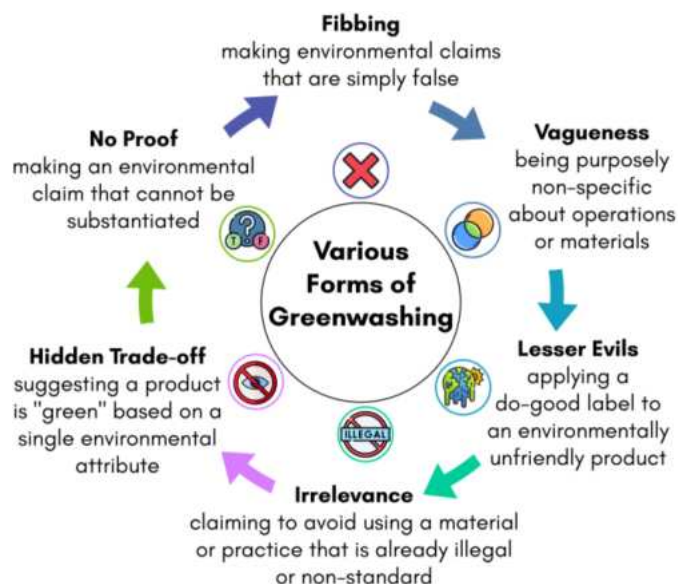 Various
Forms of
Greenwashing
Fibbing
making environmental claims
that are simply false
Vagueness
being purposely
non-specific
about operations
or materials
Lesser Evils
applying a
do-good label to
an environmentally
unfriendly product
Irrelevance
claiming to avoid using a material
or practice that is already illegal
or non-standard
Hidden Trade-off
suggesting a product
is "green" based on a
single environmental
attribute
No Proof
making an environmental
claim that cannot be
substantiated
?
T
F
ILLEGAL